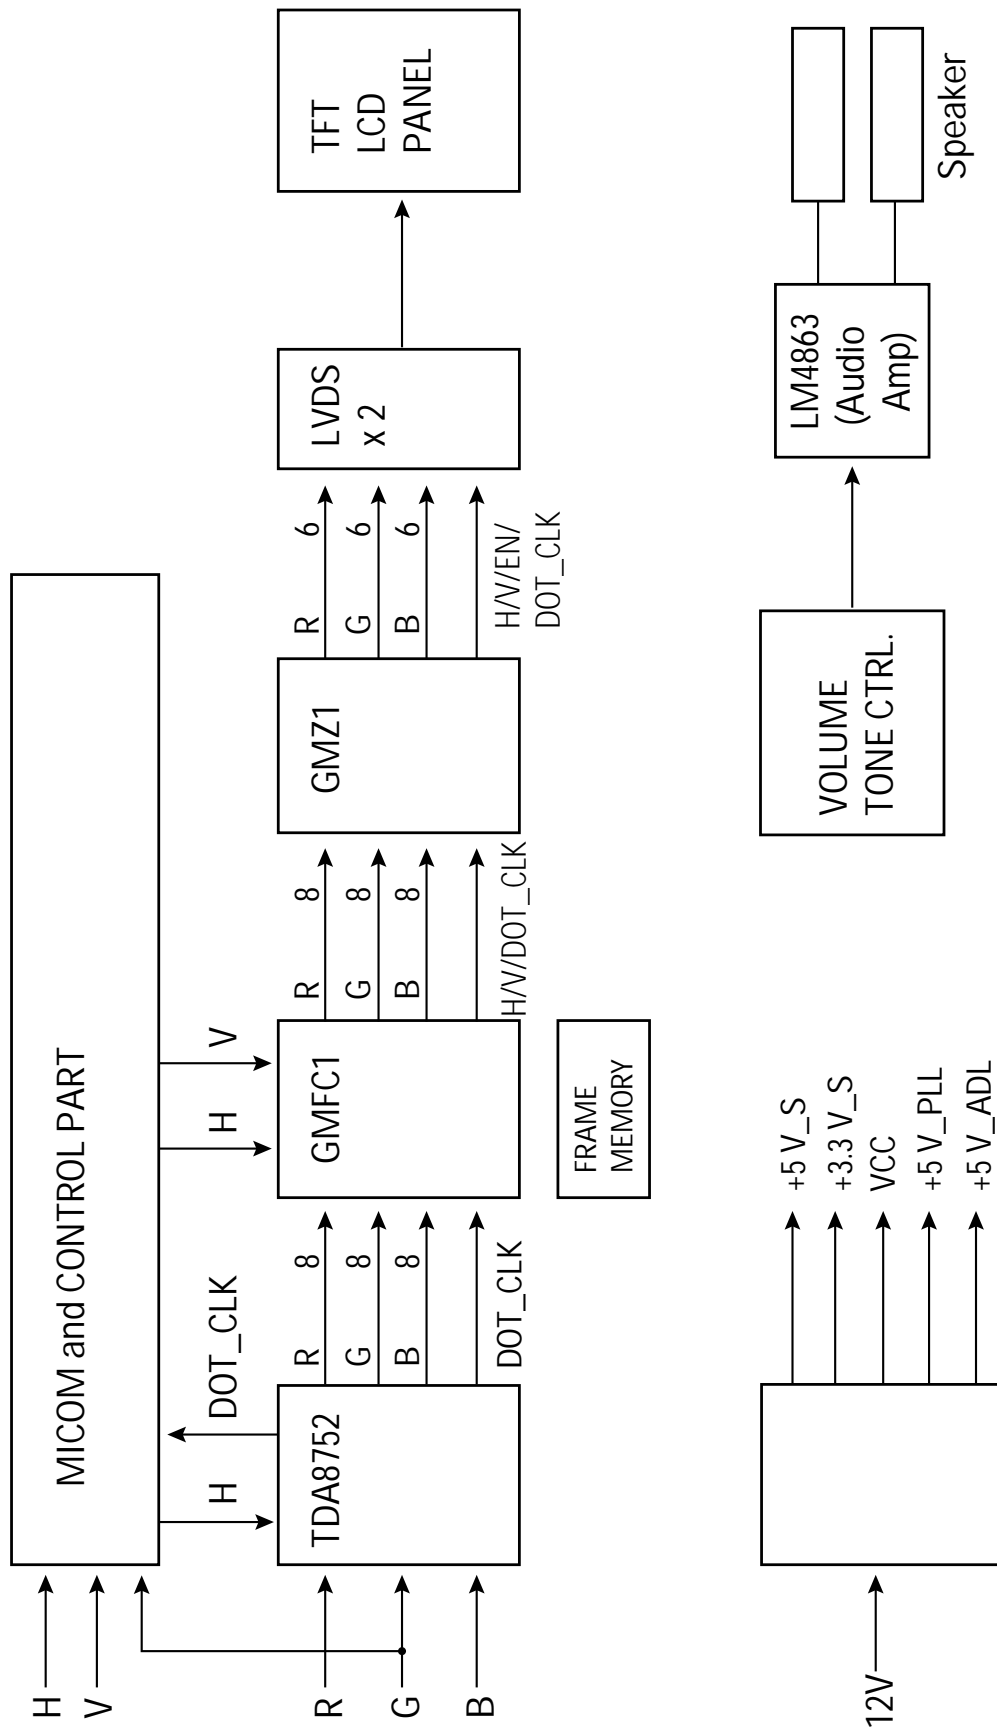 MICOM and CONTROL PART
H
V
H
DOT_CLK
H
V
R
G
B
TDA8752
R 8
G 8
B 8
DOT_CLK
GMFC1
R 8
G 8
B 8
H/V/DOT_CLK
GMZ1
R 6
G 6
B 6
H/V/EN/
DOT_CLK
LVDS
x 2
TFT
LCD
PANEL
FRAME
MEMORY
12V
+5 V_S
+3.3 V_S
VCC
+5 V_PLL
+5 V_ADL
VOLUME
TONE CTRL.
LM4863
(Audio
Amp)
Speaker